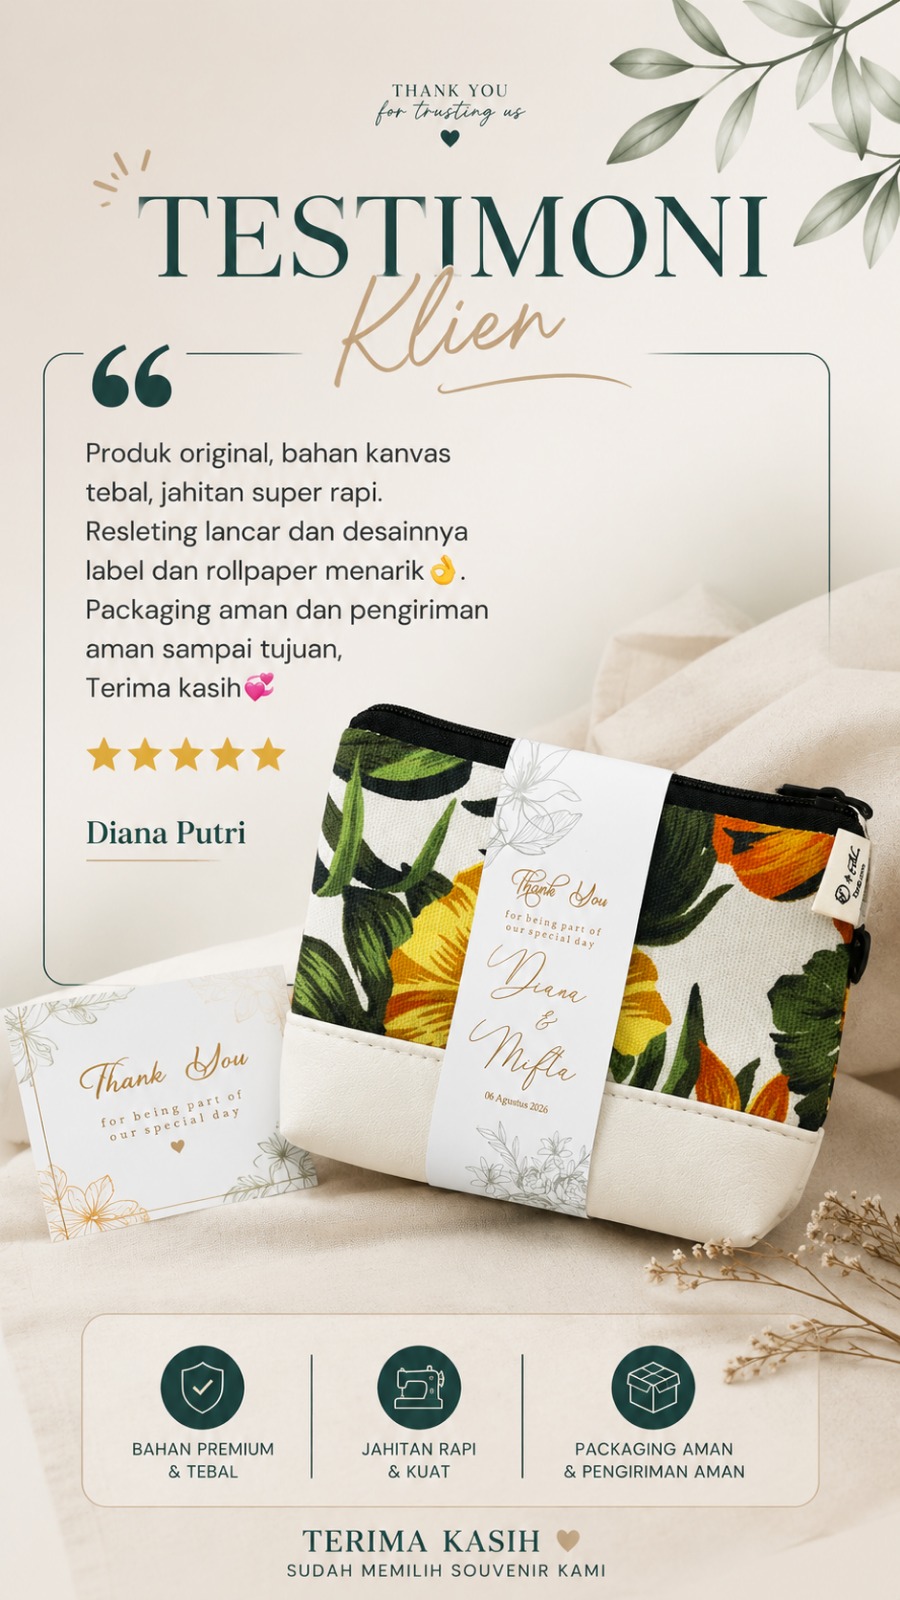 THANK YOU
for trusting us
TESTIMONI
Klien
“
Produk original, bahan kanvas
tebal, jahitan super rapi.
Resleting lancar dan desainnya
label dan rollpaper menarik👌.
Packaging aman dan pengiriman
aman sampai tujuan,
Terima kasih💞
Diana Putri
Thank You
for being part of
our special day
Diana
&
Mifta
06 Agustus 2026
Thank You
for being part of
our special day
BAHAN PREMIUM
& TEBAL
JAHITAN RAPI
& KUAT
PACKAGING AMAN
& PENGIRIMAN AMAN
TERIMA KASIH
SUDAH MEMILIH SOUVENIR KAMI